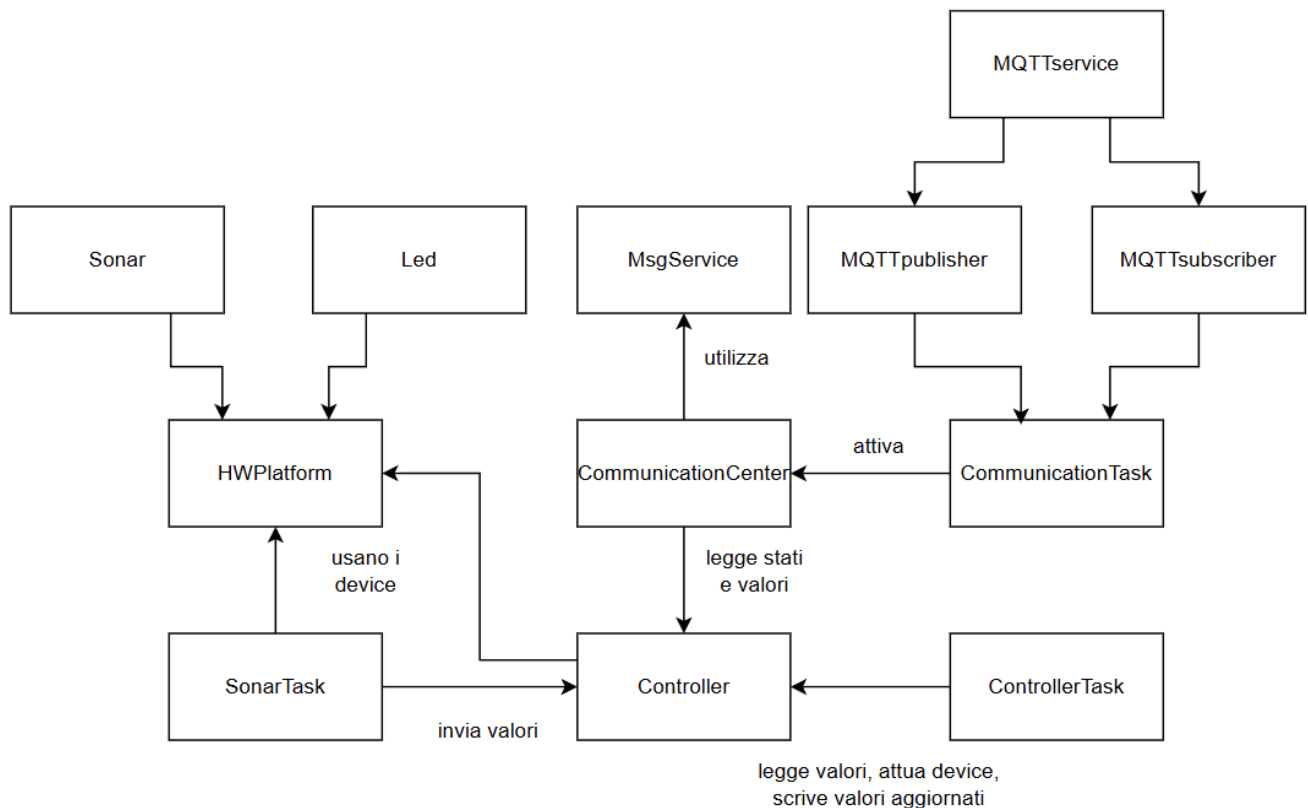 MQTTservice
Sonar
Led
MsgService
MQTTpublisher
MQTTsubscriber
utilizza
HWPlatform
CommunicationCenter
attiva
CommunicationTask
usano i
device
legge stati
e valori
SonarTask
invia valori
Controller
ControllerTask
legge valori, attua device,
scrive valori aggiornati